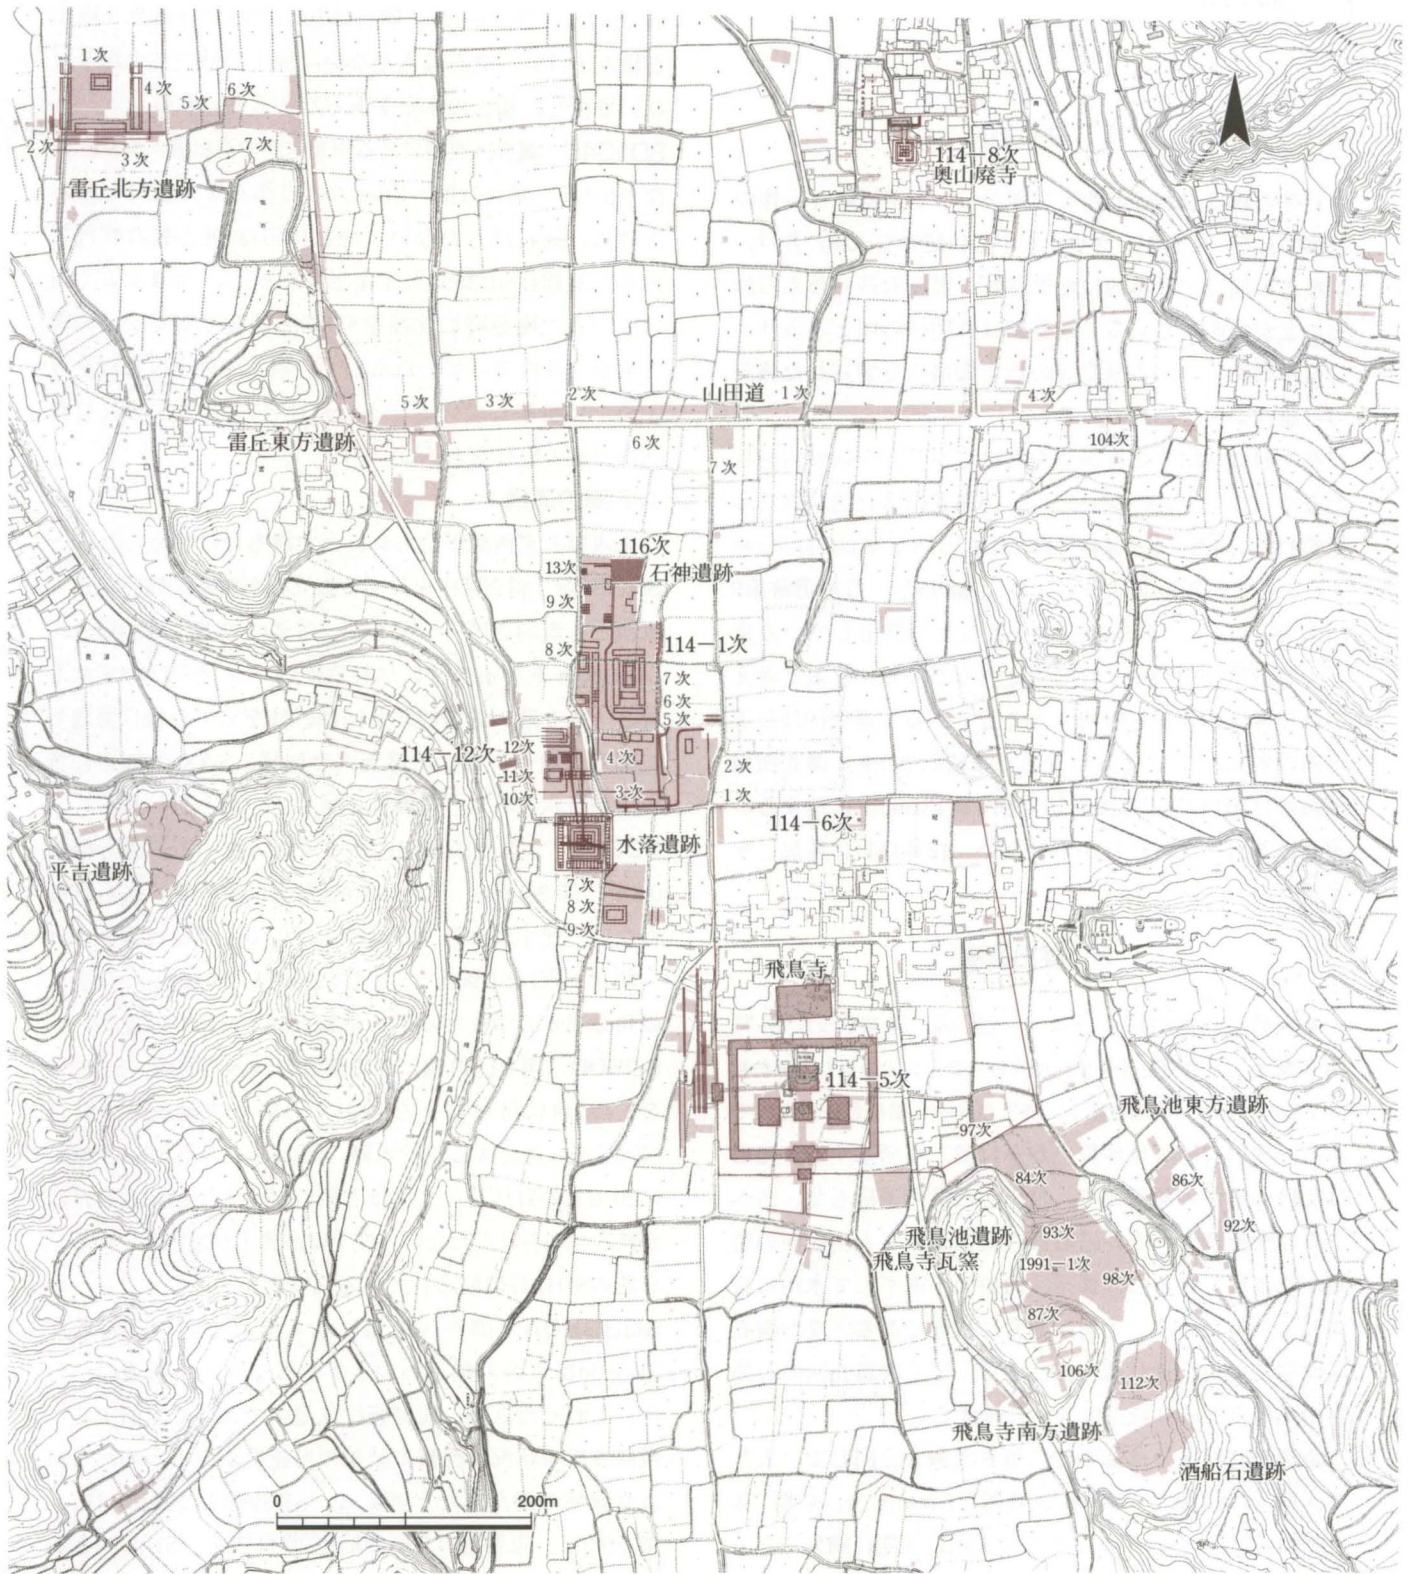 1次
4次
5次
6次
2次
3次
7次
雷丘北方遺跡
114－8次
奥山廃寺
5次
3次
2次
山田道
1次
4次
雷丘東方遺跡
6次
7次
104次
116次
13次
石神遺跡
9次
114－1次
8次
7次
6次
5次
114－12次
12次
4次
2次
11次
10次
3次
1次
114－6次
水落遺跡
平吉遺跡
7次
8次
9次
飛鳥寺
114－5次
飛鳥池東方遺跡
97次
84次
86次
92次
飛鳥池遺跡
93次
飛鳥寺瓦窯
1991－1次
98次
87次
106次
112次
飛鳥寺南方遺跡
酒船石遺跡
0
200m